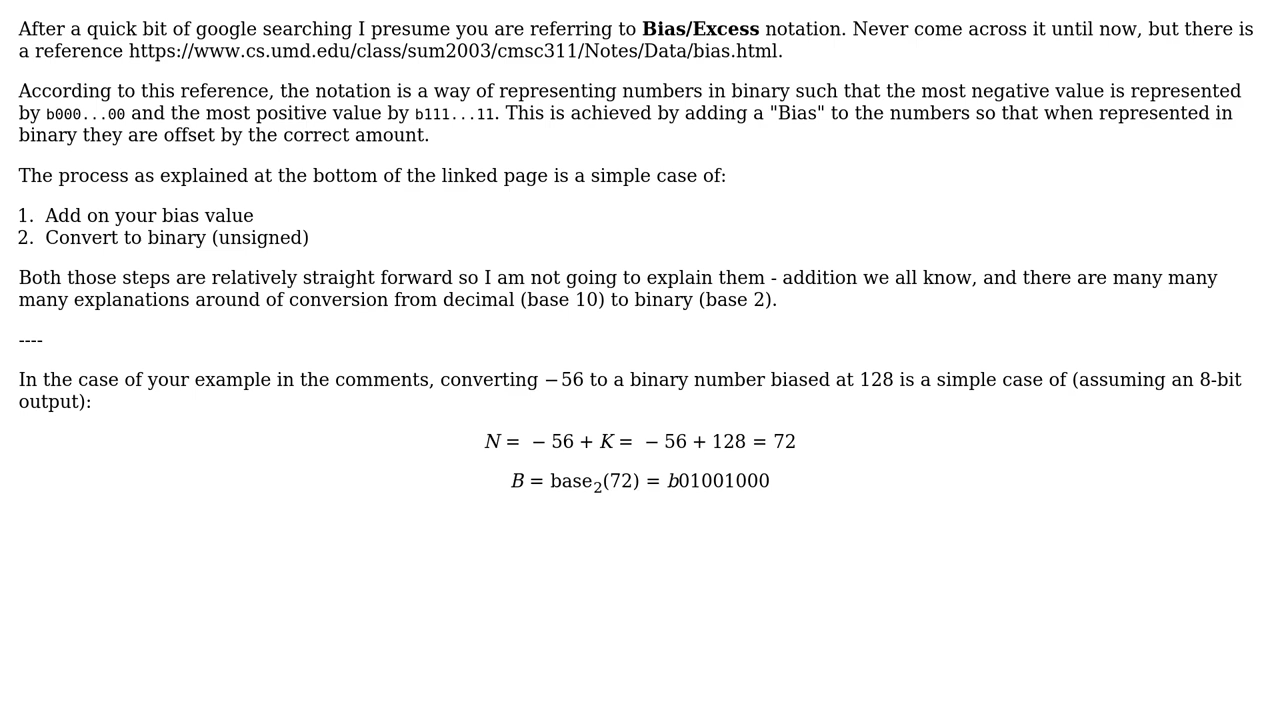 After a quick bit of google searching I presume you are referring to Bias/Excess notation. Never come across it until now, but there is
a reference https://www.cs.umd.edu/class/sum2003/cmsc311/Notes/Data/bias.html.
According to this reference, the notation is a way of representing numbers in binary such that the most negative value is represented
by b000...00 and the most positive value by b111...11. This is achieved by adding a "Bias" to the numbers so that when represented in
binary they are offset by the correct amount.
The process as explained at the bottom of the linked page is a simple case of:
1. Add on your bias value
2. Convert to binary (unsigned)
Both those steps are relatively straight forward so I am not going to explain them - addition we all know, and there are many many
many explanations around of conversion from decimal (base 10) to binary (base 2).
----
In the case of your example in the comments, converting −56 to a binary number biased at 128 is a simple case of (assuming an 8-bit
output):
N = − 56 + K = − 56 + 128 = 72
B = base₂(72) = b01001000